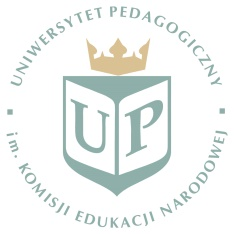 UNIWERSYTET PEDAGOGICZNY
im. KOMISJI EDUKACJI NARODOWEJ
UP